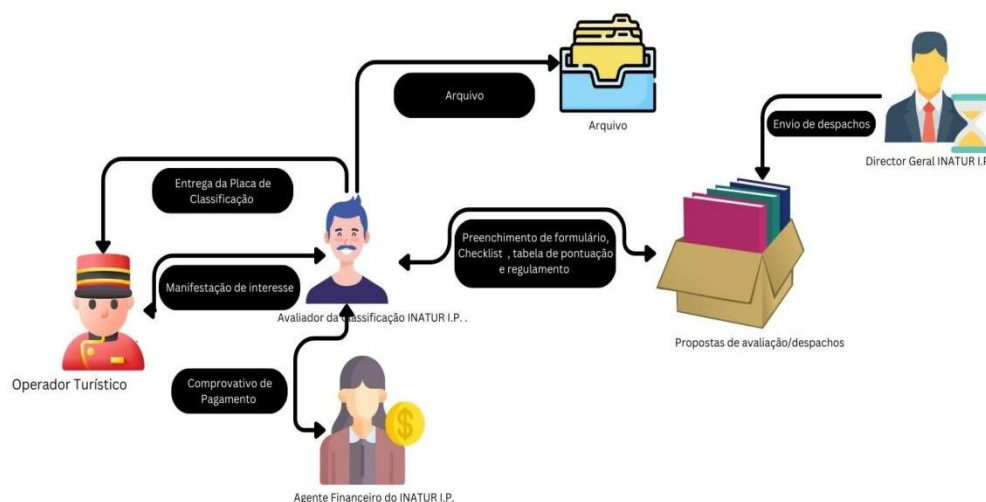 Arquivo
Arquivo
Envio de despachos
Director Geral INATUR I.P
Entrega da Placa de
Classificação
Preenchimento de formulário,
Checklist , tabela de pontuação
e regulamento
Manifestação de interesse
Avaliador da Classificação INATUR I.P. .
Propostas de avaliação/despachos
Operador Turístico
Comprovativo de
Pagamento
Agente Financeiro do INATUR I.P.